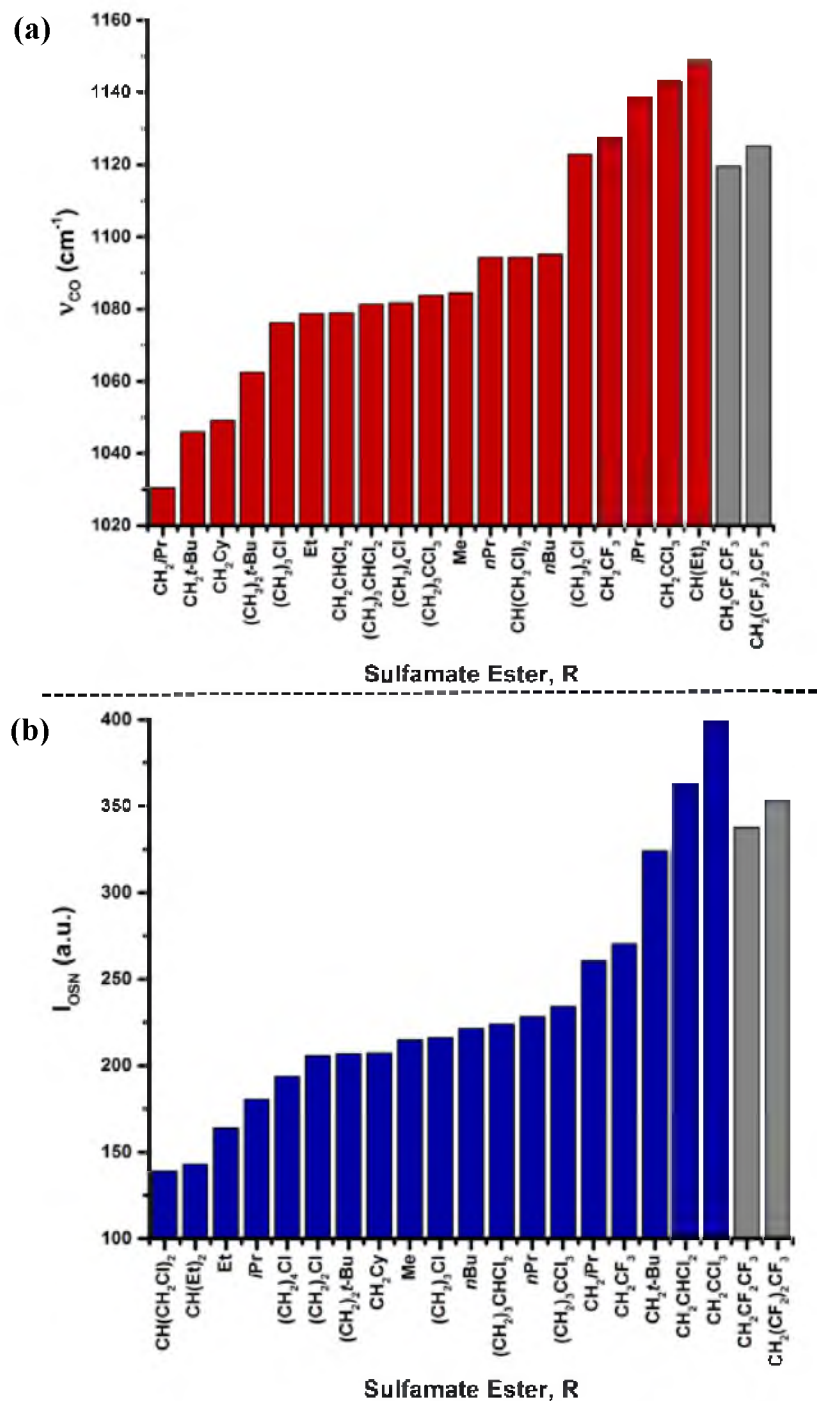 (a)
ν_CO (cm⁻¹)
1160
1140
1120
1100
1080
1060
1040
1020
CH₂iPr
CH₂t-Bu
CH₂Cy
(CH₂)₂t-Bu
(CH₂)₃Cl
Et
CH₂CHCl₂
(CH₂)₃CHCl₂
(CH₂)₄Cl
(CH₂)₃CCl₃
Me
nPr
CH(CH₂Cl)₂
nBu
(CH₂)₂Cl
CH₂CF₃
iPr
CH₂CCl₃
CH(Et)₂
CH₂CF₂CF₃
CH₂(CF₂)₂CF₃
Sulfamate Ester, R
(b)
I_OSN (a.u.)
400
350
300
250
200
150
100
CH(CH₂Cl)₂
CH(Et)₂
Et
iPr
(CH₂)₄Cl
(CH₂)₂Cl
(CH₂)₂t-Bu
CH₂Cy
Me
(CH₂)₃Cl
nBu
(CH₂)₃CHCl₂
nPr
(CH₂)₃CCl₃
CH₂iPr
CH₂CF₃
CH₂t-Bu
CH₂CHCl₂
CH₂CCl₃
CH₂CF₂CF₃
CH₂(CF₂)₂CF₃
Sulfamate Ester, R